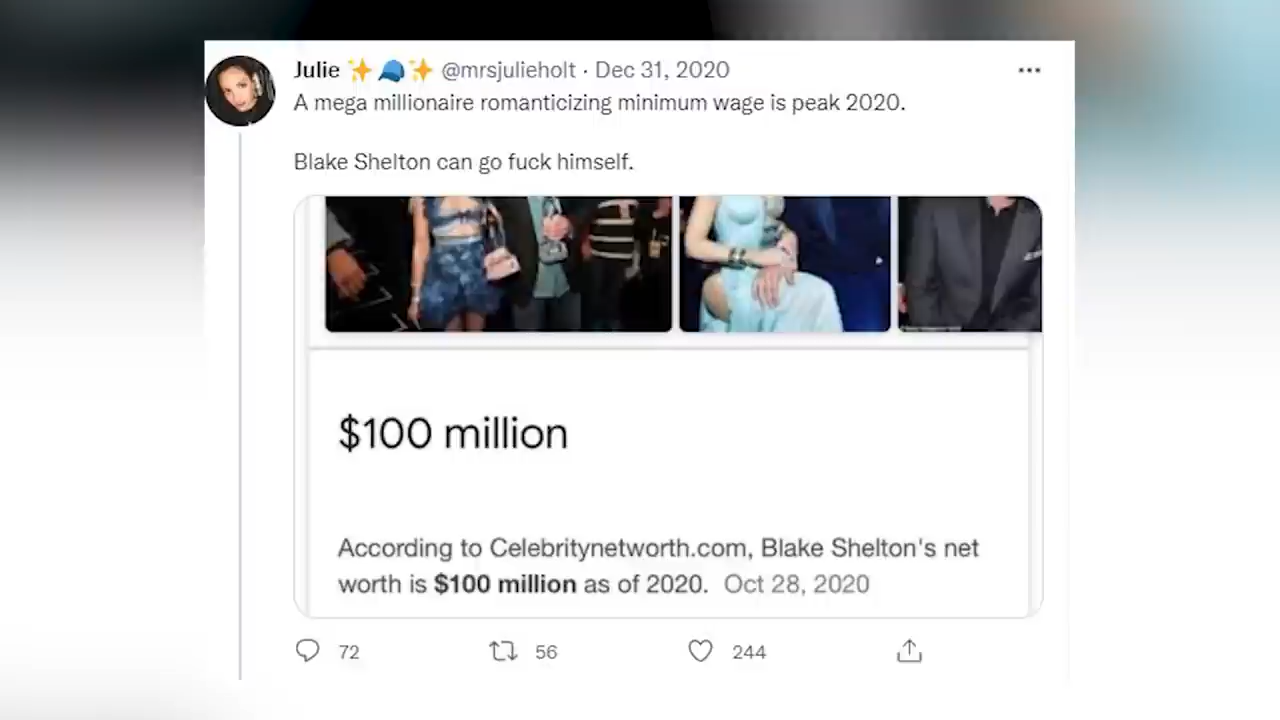 Julie ✨🧢✨ @mrsjulieholt · Dec 31, 2020
A mega millionaire romanticizing minimum wage is peak 2020.
Blake Shelton can go fuck himself.
$100 million
According to Celebritynetworth.com, Blake Shelton's net
worth is $100 million as of 2020. Oct 28, 2020
72 56 244